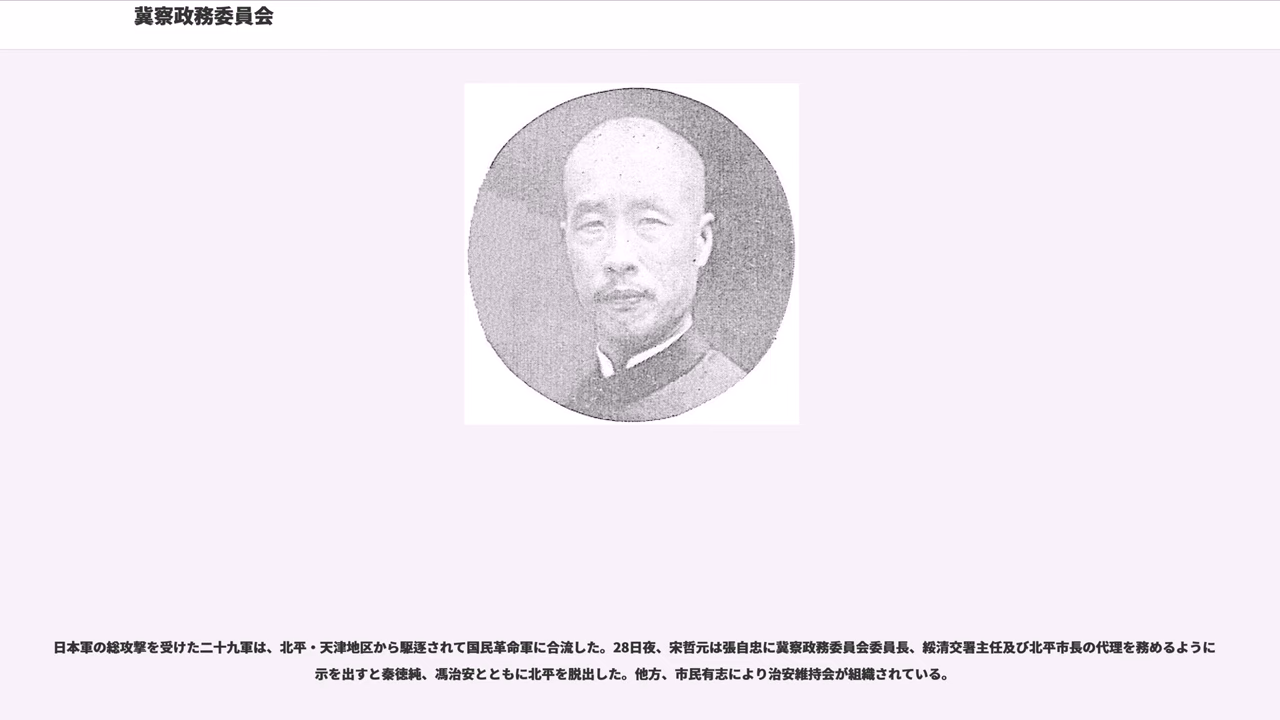 冀察政務委員会
日本軍の総攻撃を受けた二十九軍は、北平・天津地区から駆逐されて国民革命軍に合流した。28日夜、宋哲元は張自忠に冀察政務委員会委員長、綏清交署主任及び北平市長の代理を務めるように
示を出すと秦徳純、馮治安とともに北平を脱出した。他方、市民有志により治安維持会が組織されている。